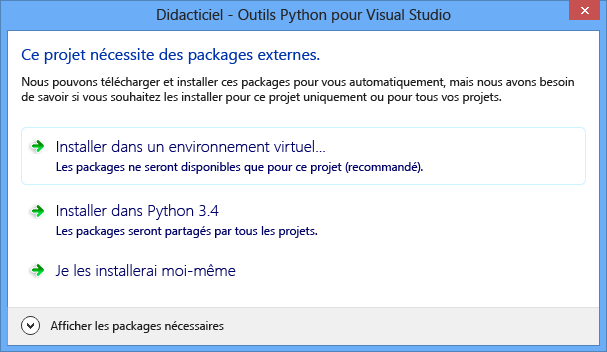 Didacticiel - Outils Python pour Visual Studio
Ce projet nécessite des packages externes.
Nous pouvons télécharger et installer ces packages pour vous automatiquement, mais nous avons besoin
de savoir si vous souhaitez les installer pour ce projet uniquement ou pour tous vos projets.
Installer dans un environnement virtuel...
Les packages ne seront disponibles que pour ce projet (recommandé).
Installer dans Python 3.4
Les packages seront partagés par tous les projets.
Je les installerai moi-même
Afficher les packages nécessaires